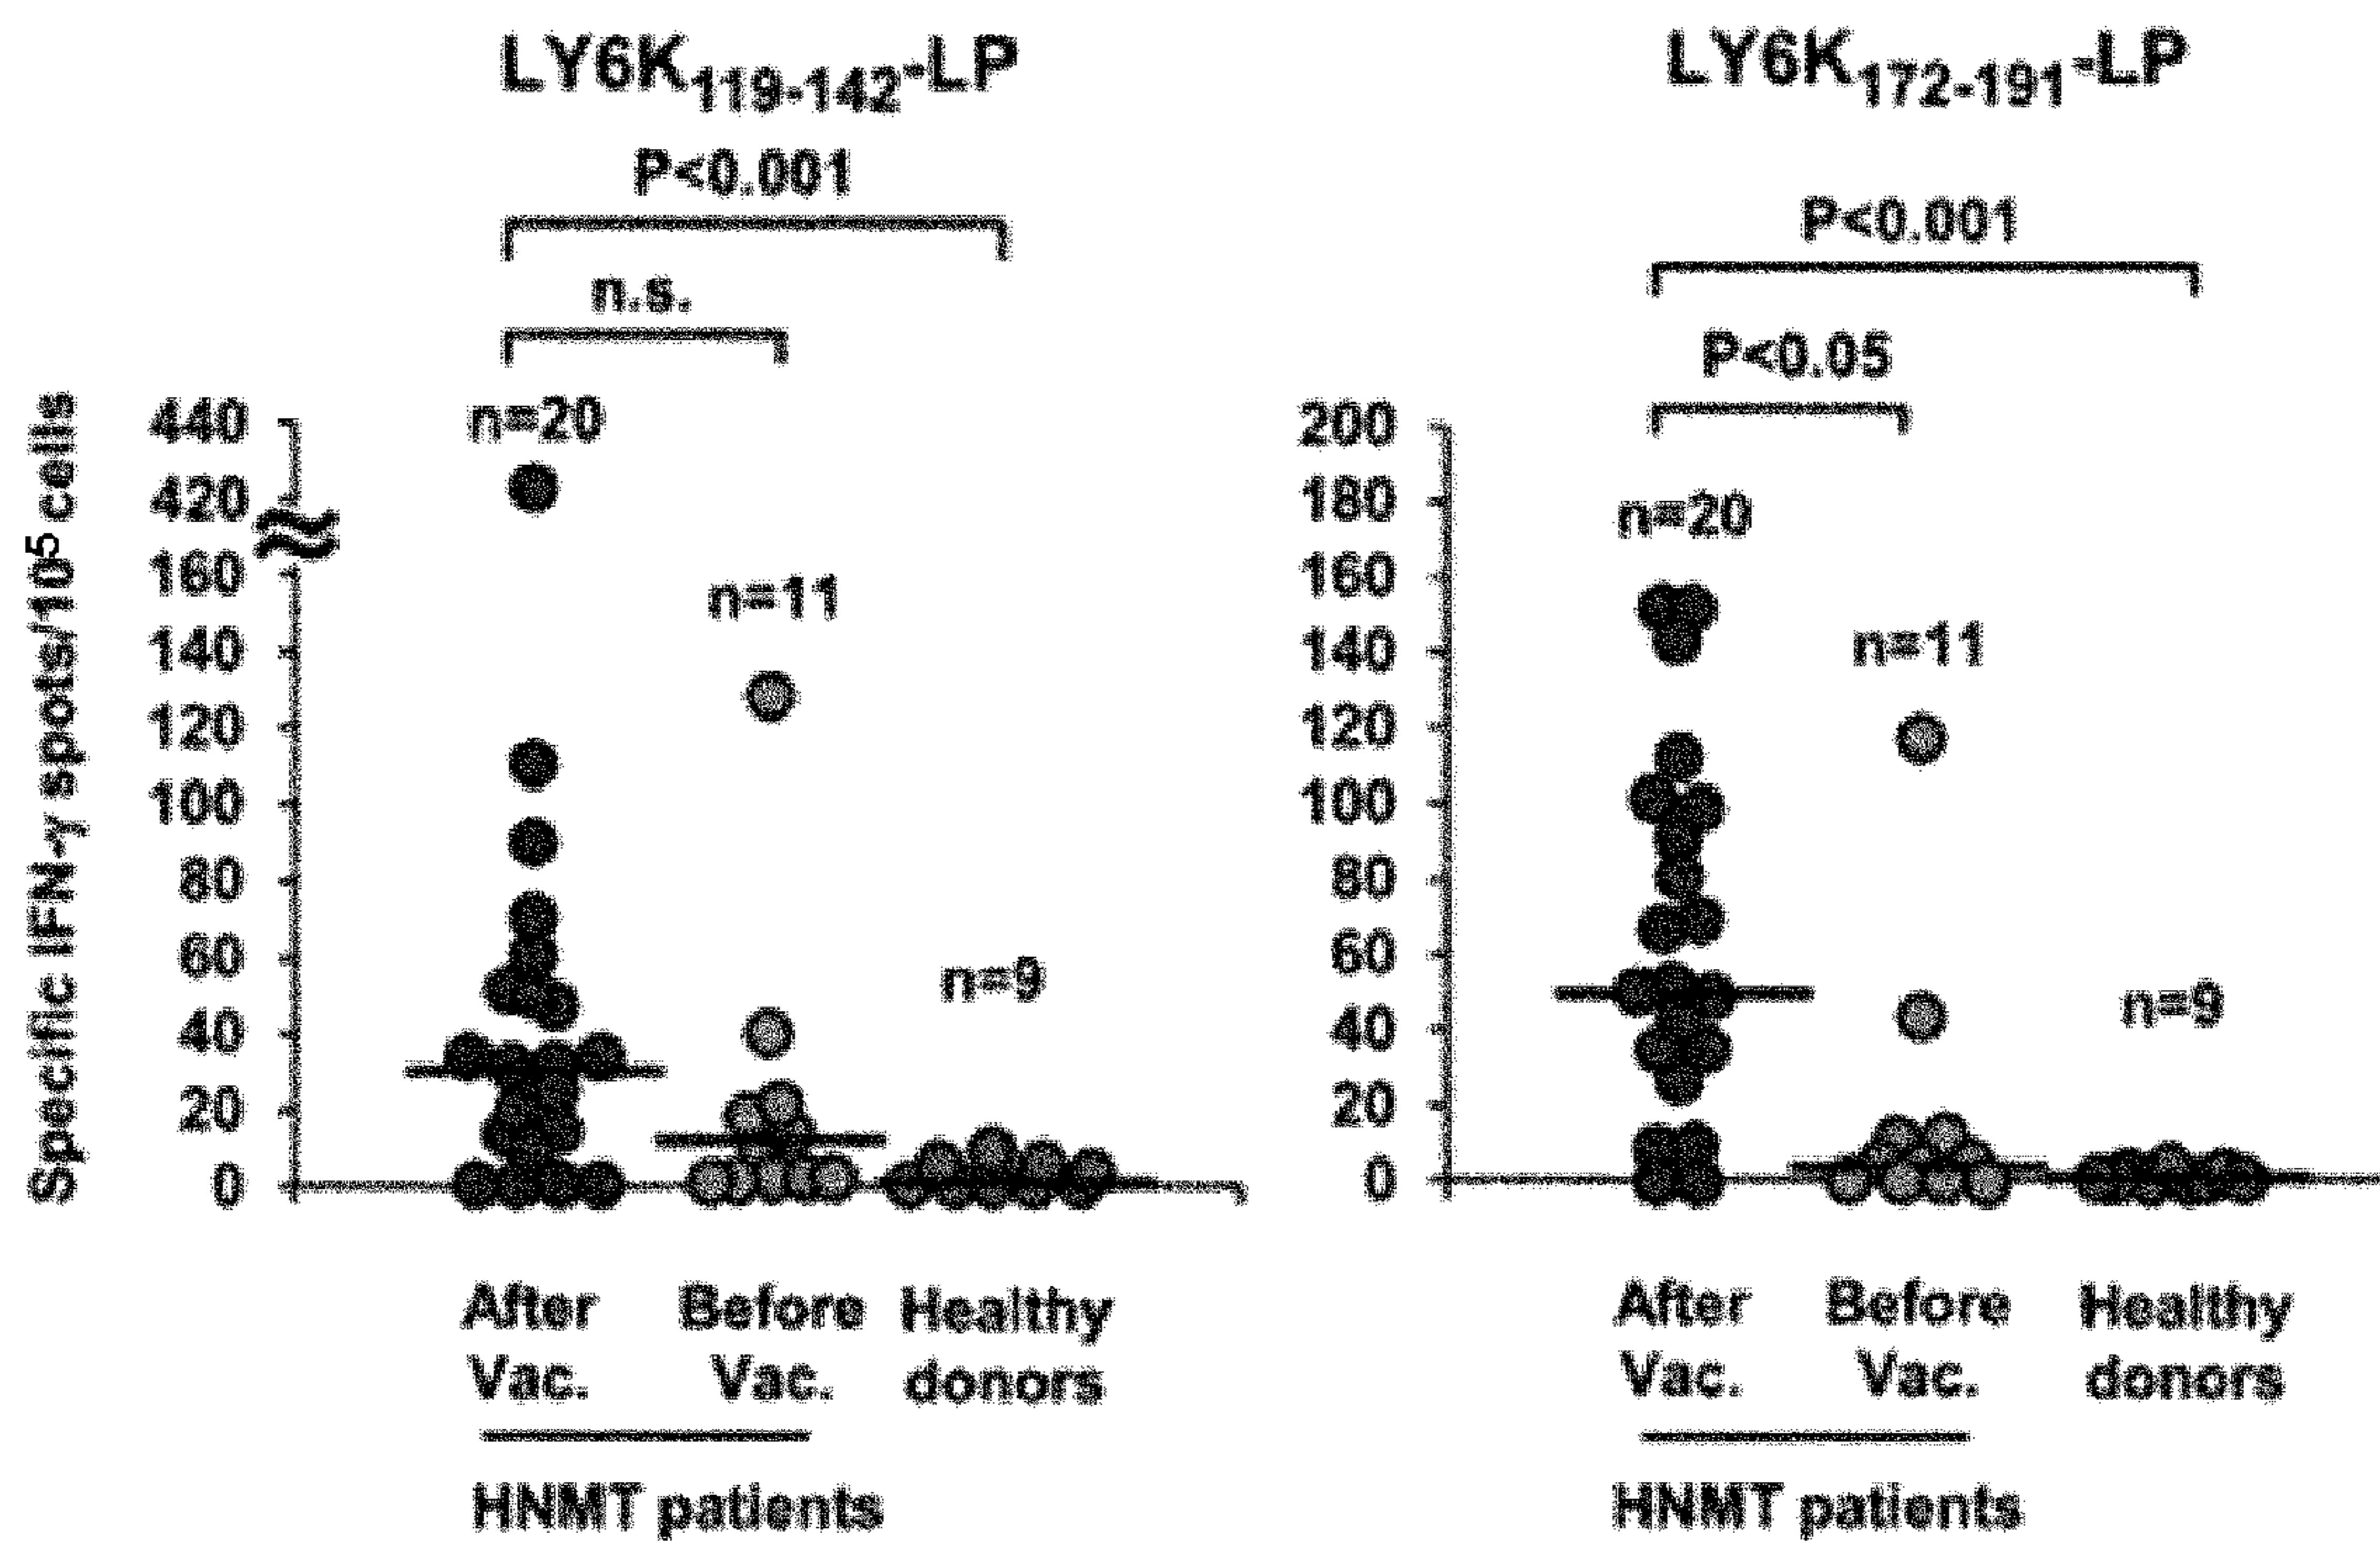 LY6K119-142-LP
P<0.001
n.s.
Specific IFN-γ spots/105 cells
440
420
160
140
120
100
80
60
40
20
0
n=20
n=11
n=9
After Vac.
Before Vac.
Healthy donors
HNMT patients
LY6K172-191-LP
P<0.001
P<0.05
200
180
160
140
120
100
80
60
40
20
0
n=20
n=11
n=9
After Vac.
Before Vac.
Healthy donors
HNMT patients